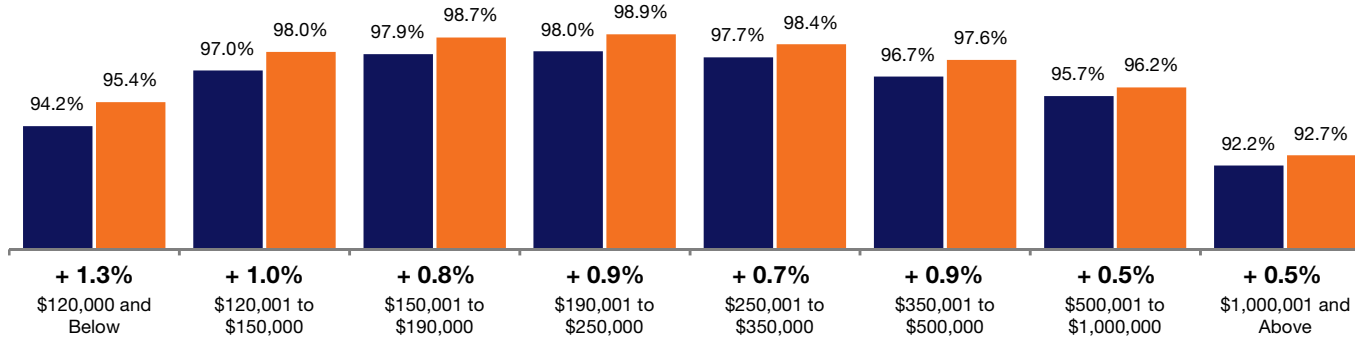 94.2% 95.4% 97.0% 98.0% 97.9% 98.7% 98.0% 98.9% 97.7% 98.4% 96.7% 97.6% 95.7% 96.2% 92.2% 92.7%
+ 1.3% + 1.0% + 0.8% + 0.9% + 0.7% + 0.9% + 0.5% + 0.5%
$120,000 and $120,001 to $150,001 to $190,001 to $250,001 to $350,001 to $500,001 to $1,000,001 and
Below $150,000 $190,000 $250,000 $350,000 $500,000 $1,000,000 Above